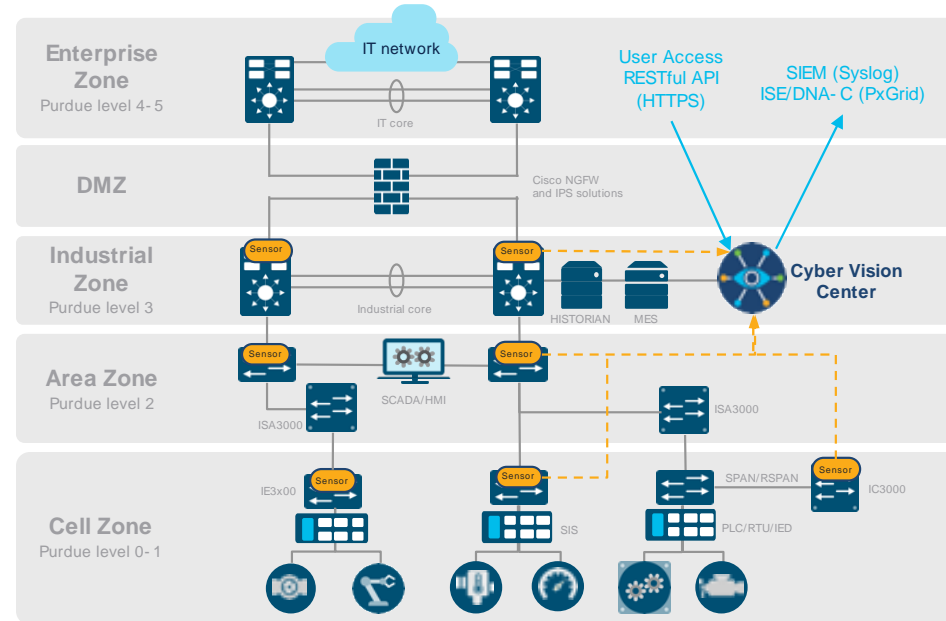 Enterprise
Zone
Purdue level 4- 5
IT network
IT core
User Access
RESTful API
(HTTPS)
SIEM (Syslog)
ISE/DNA- C (PxGrid)
DMZ
Cisco NGFW
and IPS solutions
Industrial
Zone
Purdue level 3
Sensor
Sensor
Industrial core
HISTORIAN
MES
Cyber Vision
Center
Area Zone
Purdue level 2
Sensor
Sensor
SCADA/HMI
ISA3000
ISA3000
Cell Zone
Purdue level 0- 1
Sensor
IE3x00
Sensor
SIS
SPAN/RSPAN
Sensor
IC3000
PLC/RTU/IED